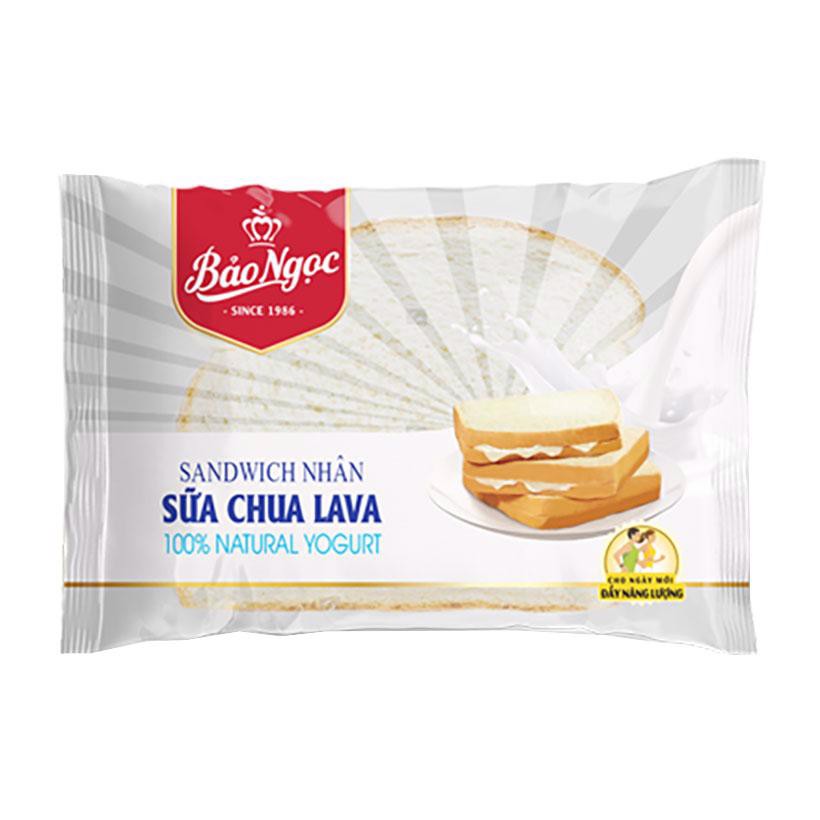 Bảo Ngọc
- SINCE 1986 -
SANDWICH NHÂN
SỮA CHUA LAVA
100% NATURAL YOGURT
CHO NGÀY MỚI
ĐẦY NĂNG LƯỢNG